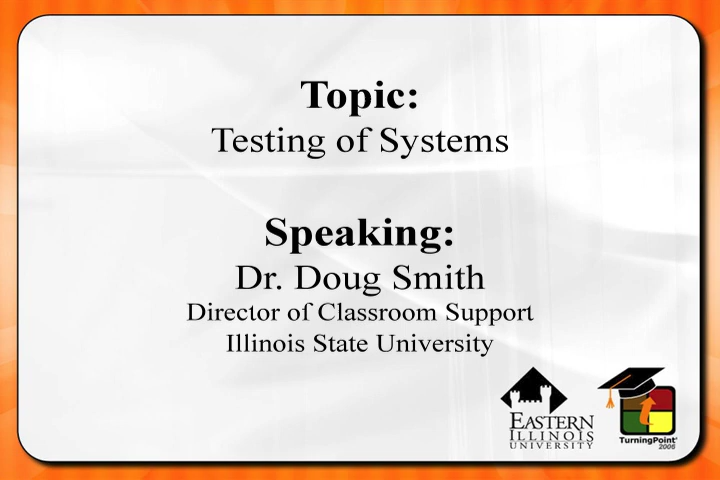 Topic:
Testing of Systems
Speaking:
Dr. Doug Smith
Director of Classroom Support
Illinois State University
EASTERN
ILLINOIS
UNIVERSITY
TurningPoint®
2006